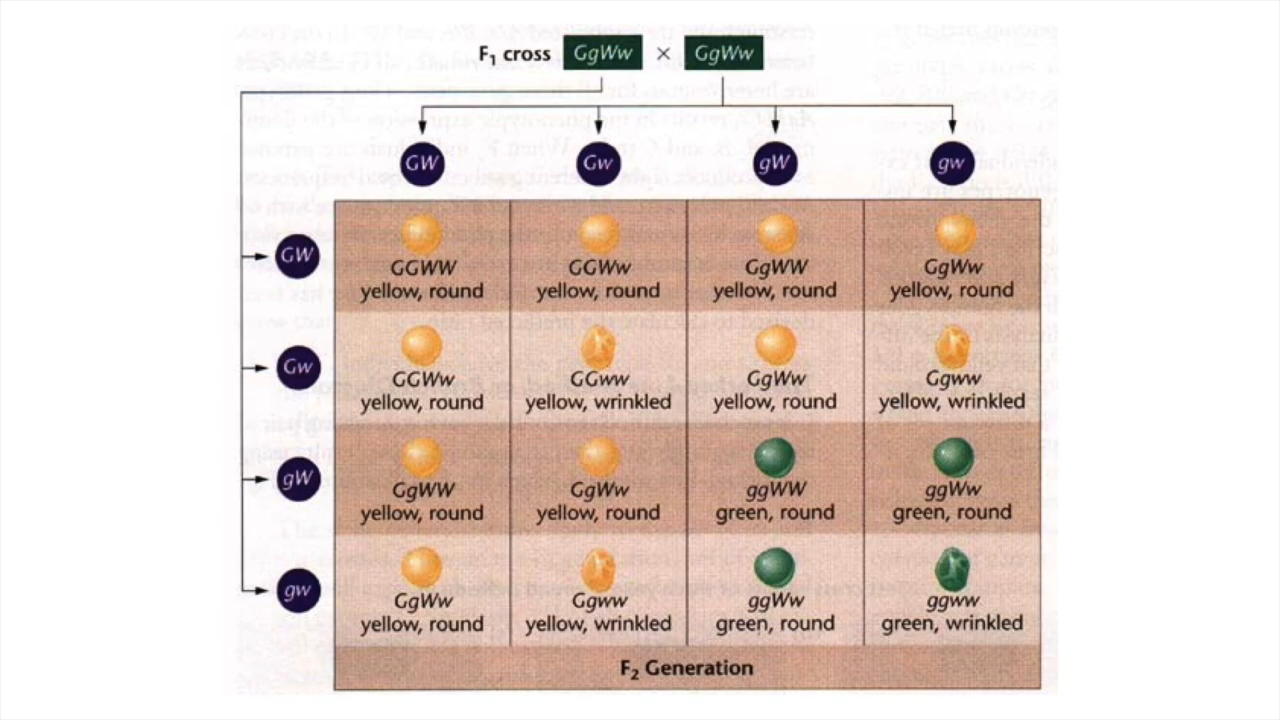 F₁ cross GgWw × GgWw
GW Gw gW gw
GW
GGWW GGWw GgWW GgWw
yellow, round yellow, round yellow, round yellow, round
Gw
GGWw GGww GgWw Ggww
yellow, round yellow, wrinkled yellow, round yellow, wrinkled
gW
GgWW GgWw ggWW ggWw
yellow, round yellow, round green, round green, round
gw
GgWw Ggww ggWw ggww
yellow, round yellow, wrinkled green, round green, wrinkled
F₂ Generation